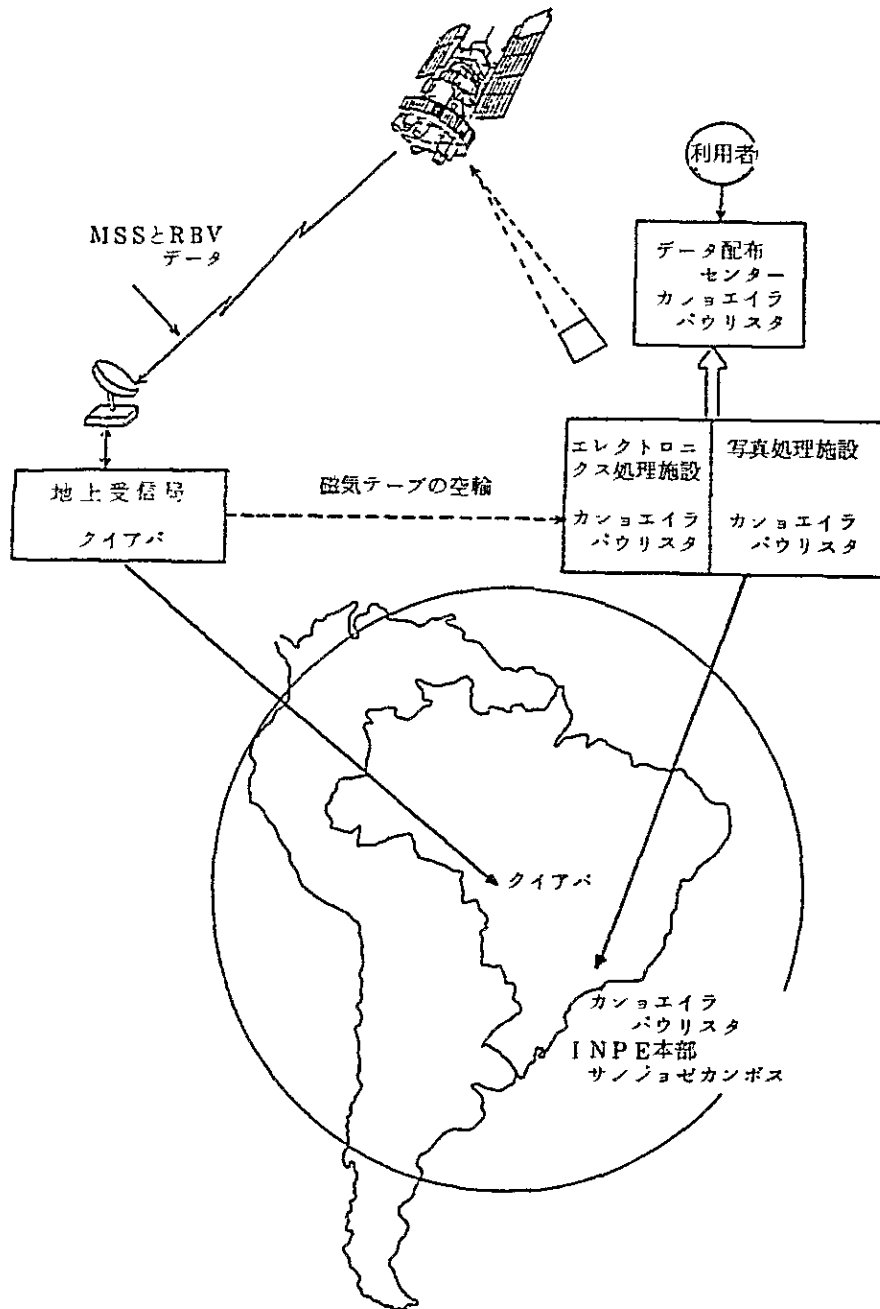 利用者
MSSとRBV
データ
データ配布
センター
カショエイラ
パウリスタ
エレクトロニ
クス処理施設
カショエイラ
パウリスタ
写真処理施設
カショエイラ
パウリスタ
磁気テープの空輸
地上受信局
クイアバ
クイアバ
カショエイラ
パウリスタ
INPE本部
サンジョゼカンポス